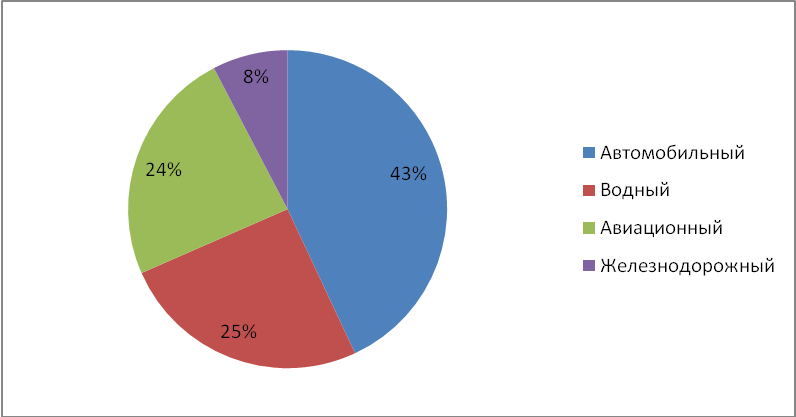 8%
43%
24%
25%
Автомобильный
Водный
Авиационный
Железнодорожный